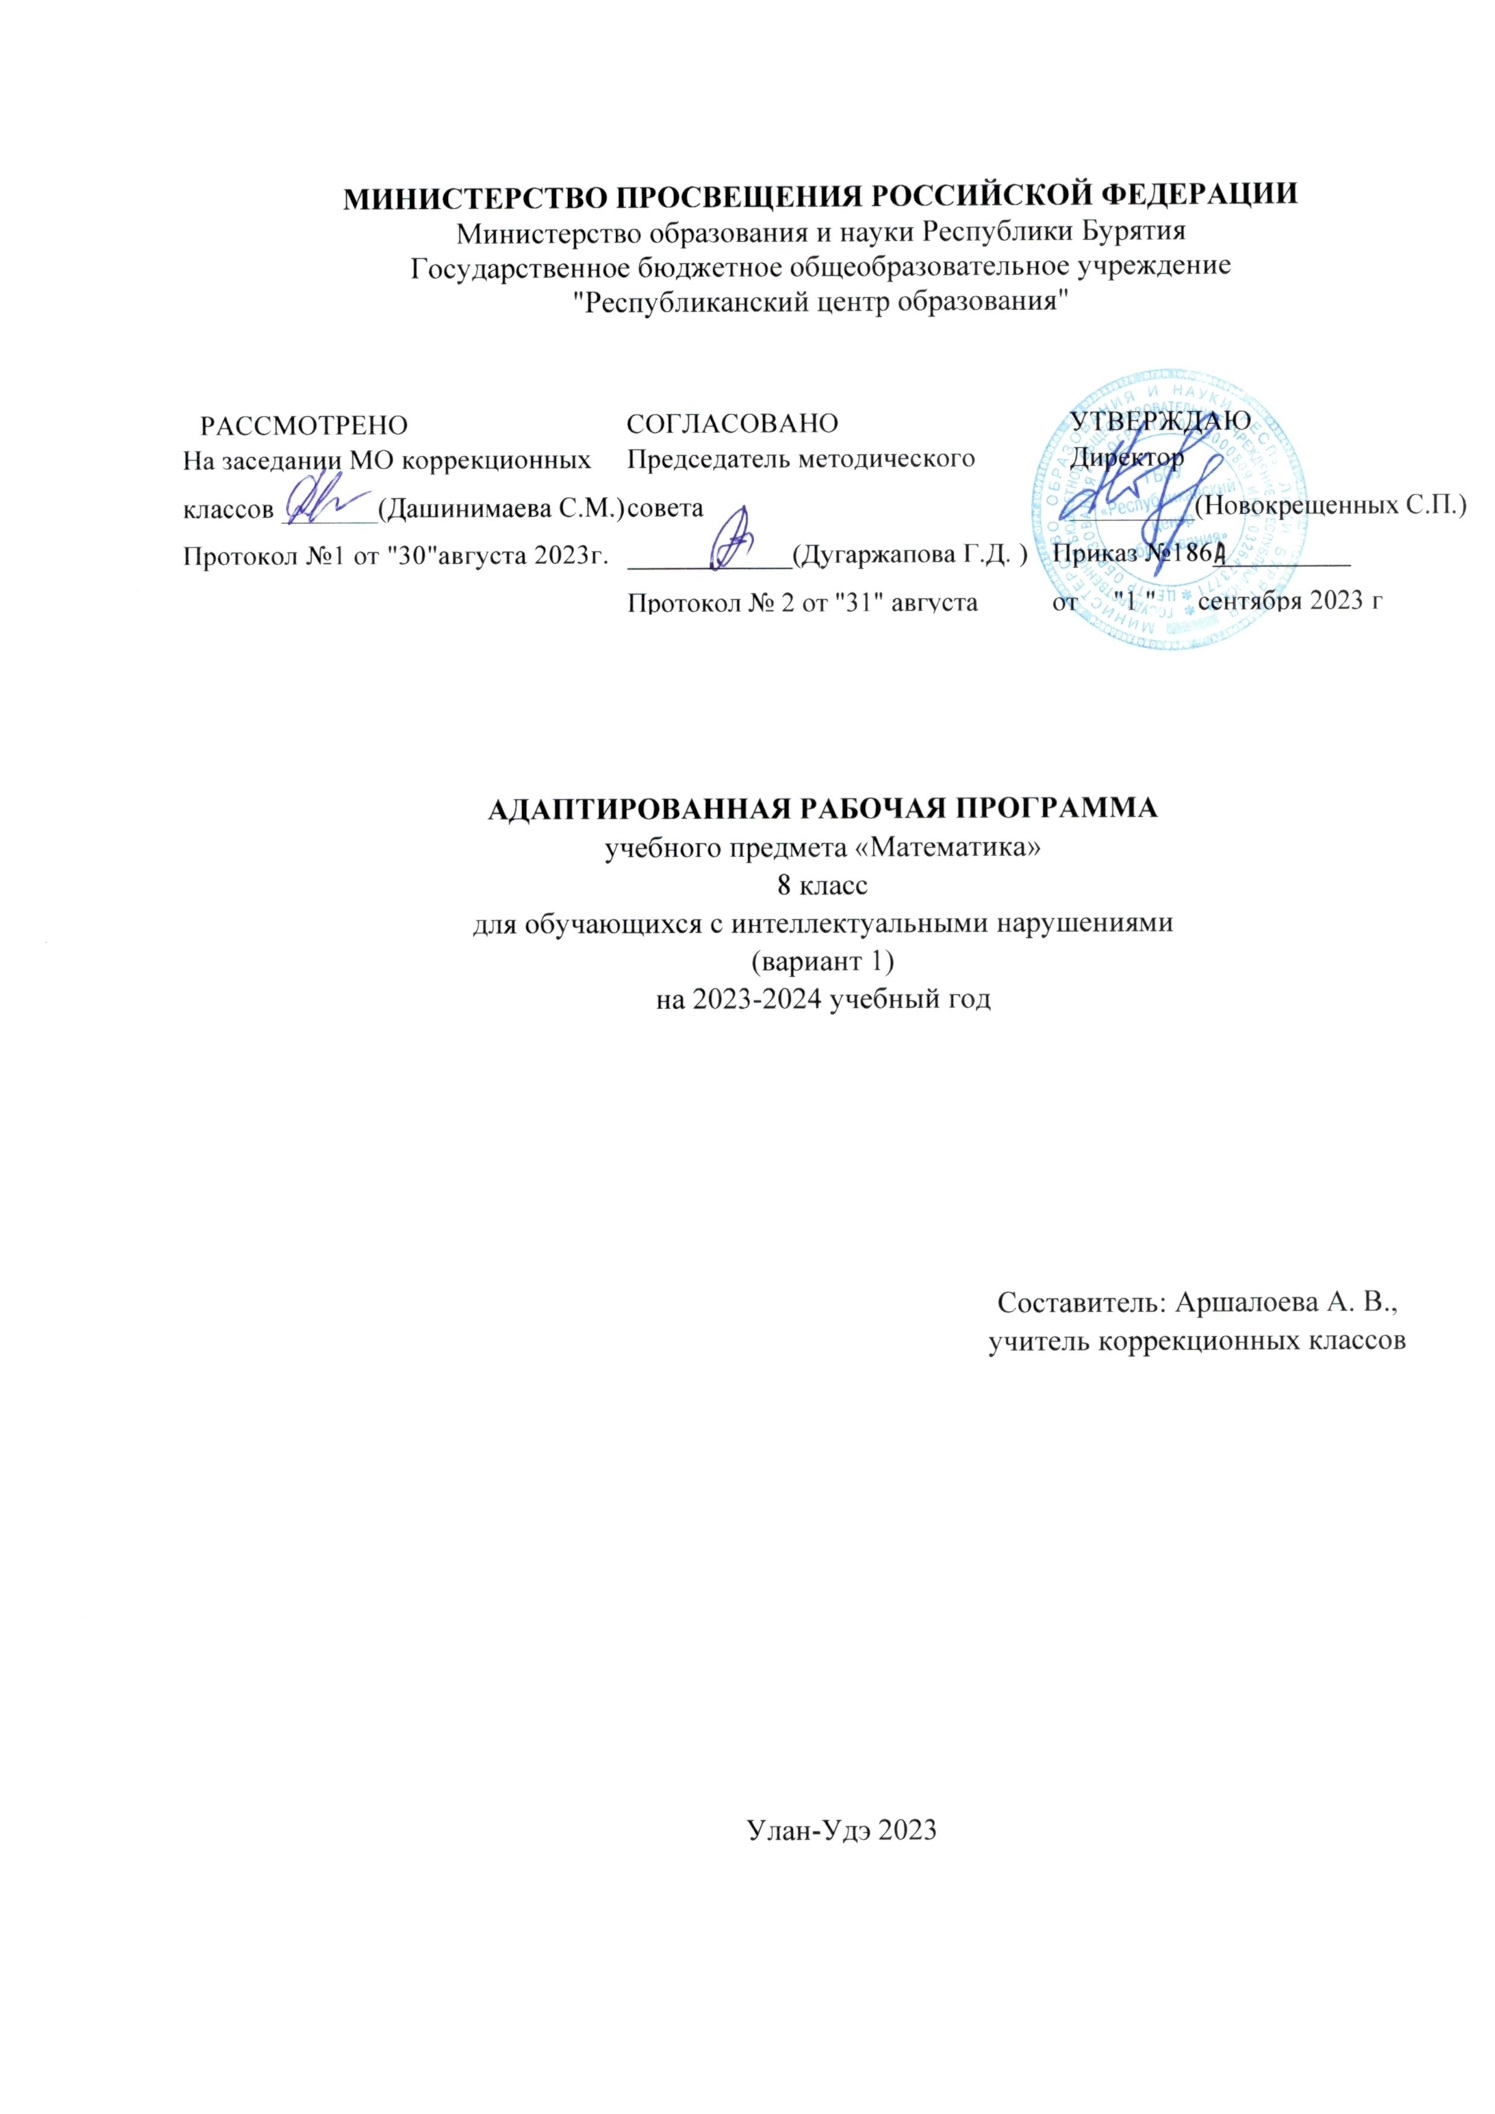 МИНИСТЕРСТВО ПРОСВЕЩЕНИЯ РОССИЙСКОЙ ФЕДЕРАЦИИ
Министерство образования и науки Республики Бурятия
Государственное бюджетное общеобразовательное учреждение
"Республиканский центр образования"
РАССМОТРЕНО
На заседании МО коррекционных
классов _______(Дашинимаева С.М.)
Протокол №1 от "30"августа 2023г.
СОГЛАСОВАНО
Председатель методического
совета
____________(Дугаржапова Г.Д. )
Протокол № 2 от "31" августа
УТВЕРЖДАЮ
Директор
_________(Новокрещенных С.П.)
Приказ №186Д__________
от "1 " сентября 2023 г
АДАПТИРОВАННАЯ РАБОЧАЯ ПРОГРАММА
учебного предмета «Математика»
8 класс
для обучающихся с интеллектуальными нарушениями
(вариант 1)
на 2023-2024 учебный год
Составитель: Аршалоева А. В.,
учитель коррекционных классов
Улан-Удэ 2023